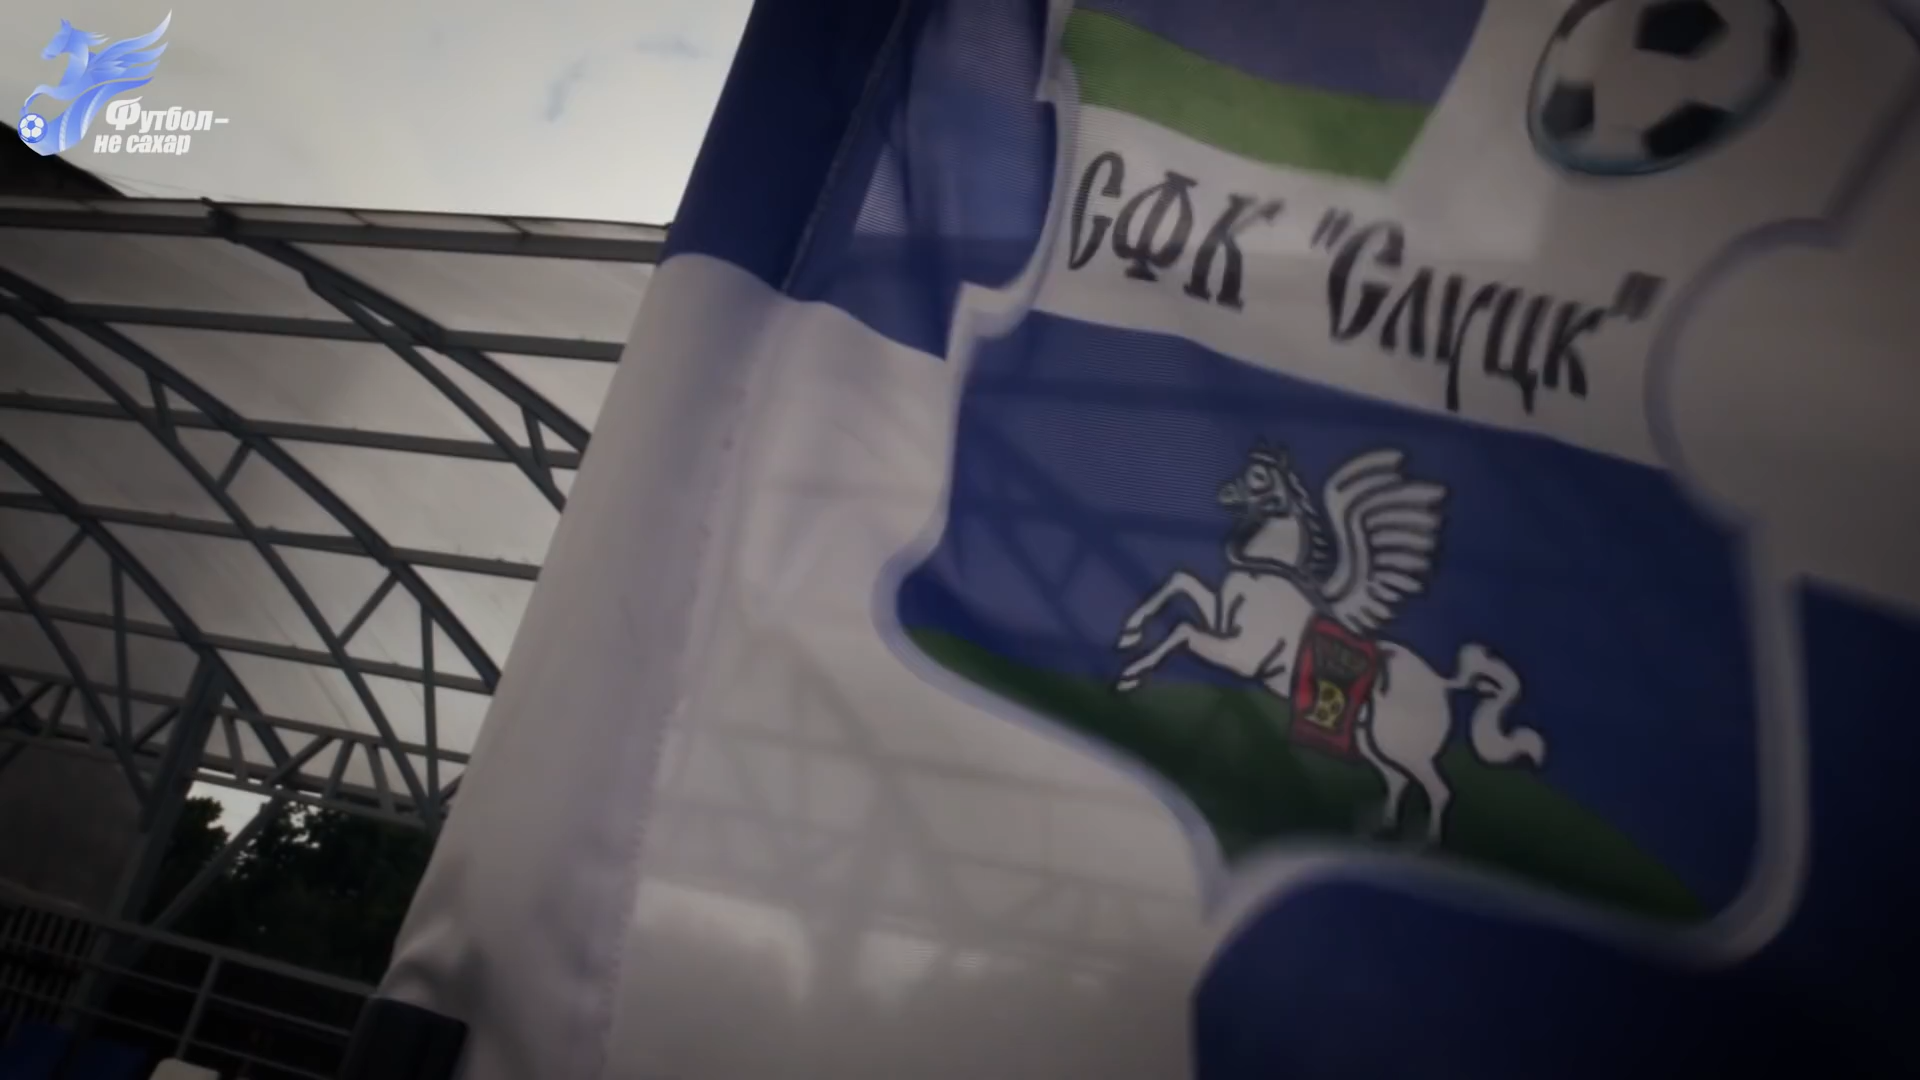 Футбол-
не сахар
СФК "Слуцк"